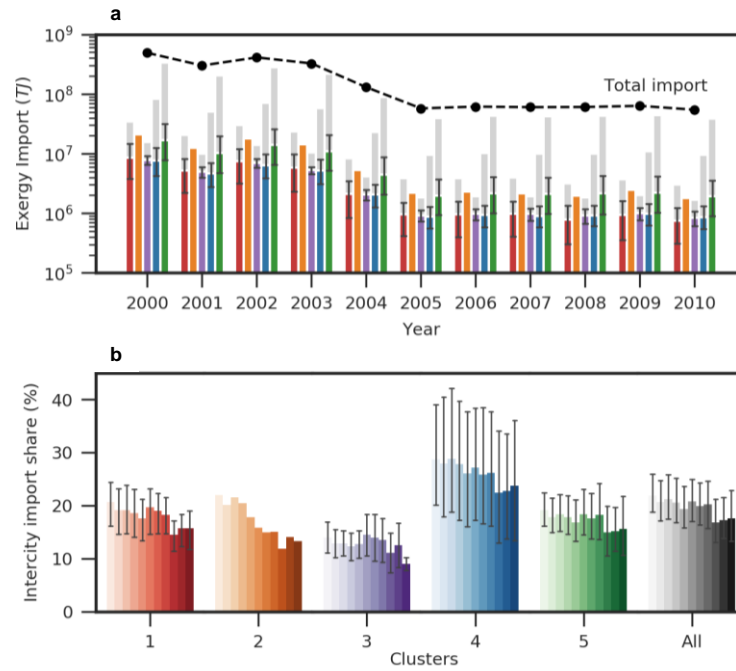 a
10⁹
10⁸
10⁷
10⁶
10⁵
Exergy Import (TJ)
Total import
2000 2001 2002 2003 2004 2005 2006 2007 2008 2009 2010
Year
b
40
30
20
10
0
Intercity import share (%)
1 2 3 4 5 All
Clusters